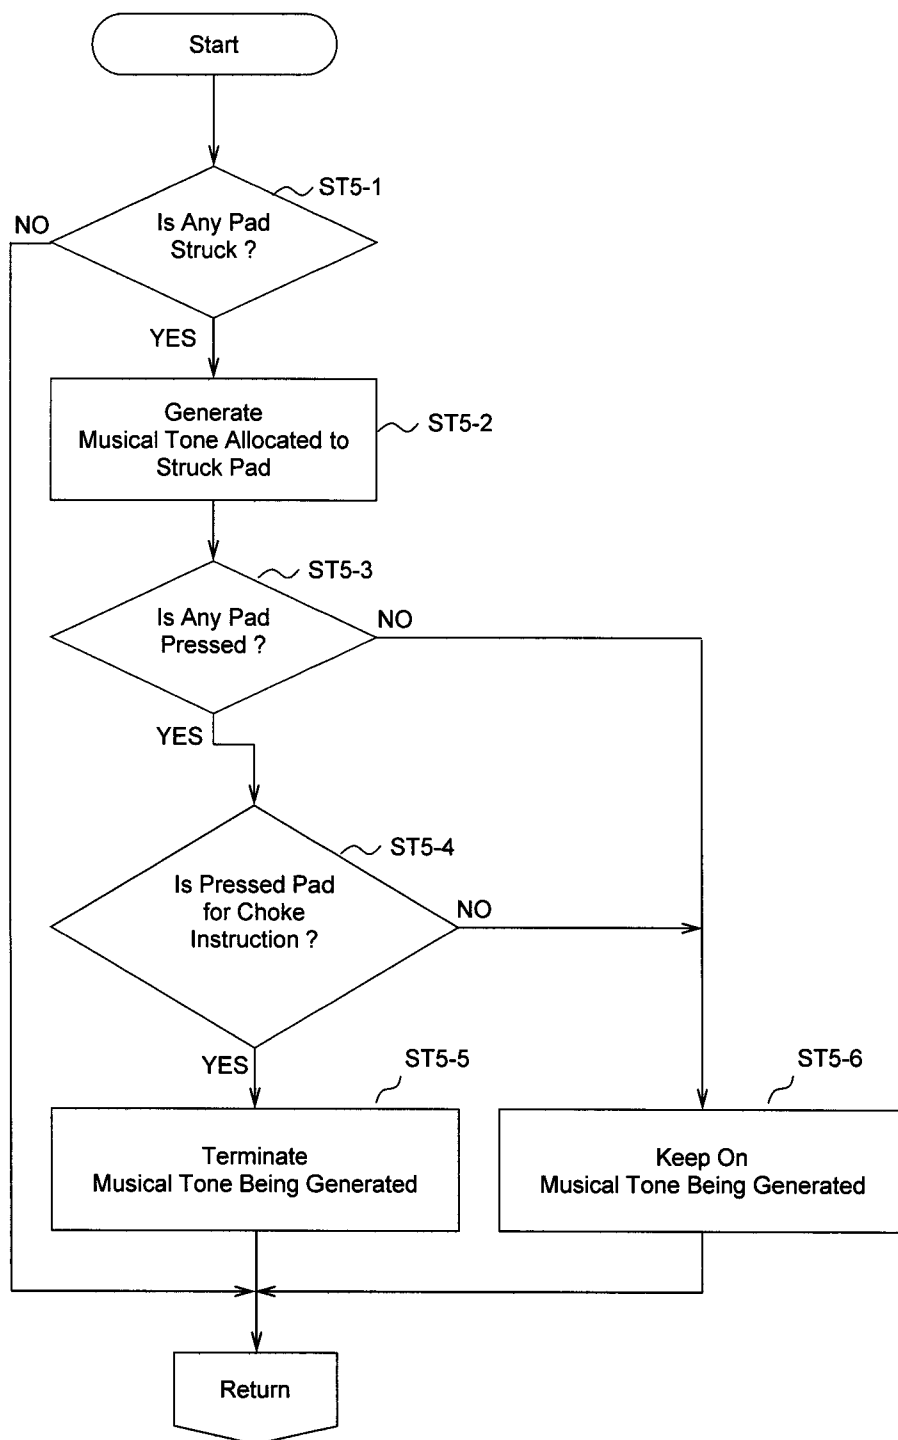 Start
ST5-1
NO
Is Any Pad
Struck ?
YES
Generate
Musical Tone Allocated to
Struck Pad
ST5-2
ST5-3
Is Any Pad
Pressed ?
NO
YES
ST5-4
Is Pressed Pad
for Choke
Instruction ?
NO
YES
ST5-5
ST5-6
Terminate
Musical Tone Being Generated
Keep On
Musical Tone Being Generated
Return